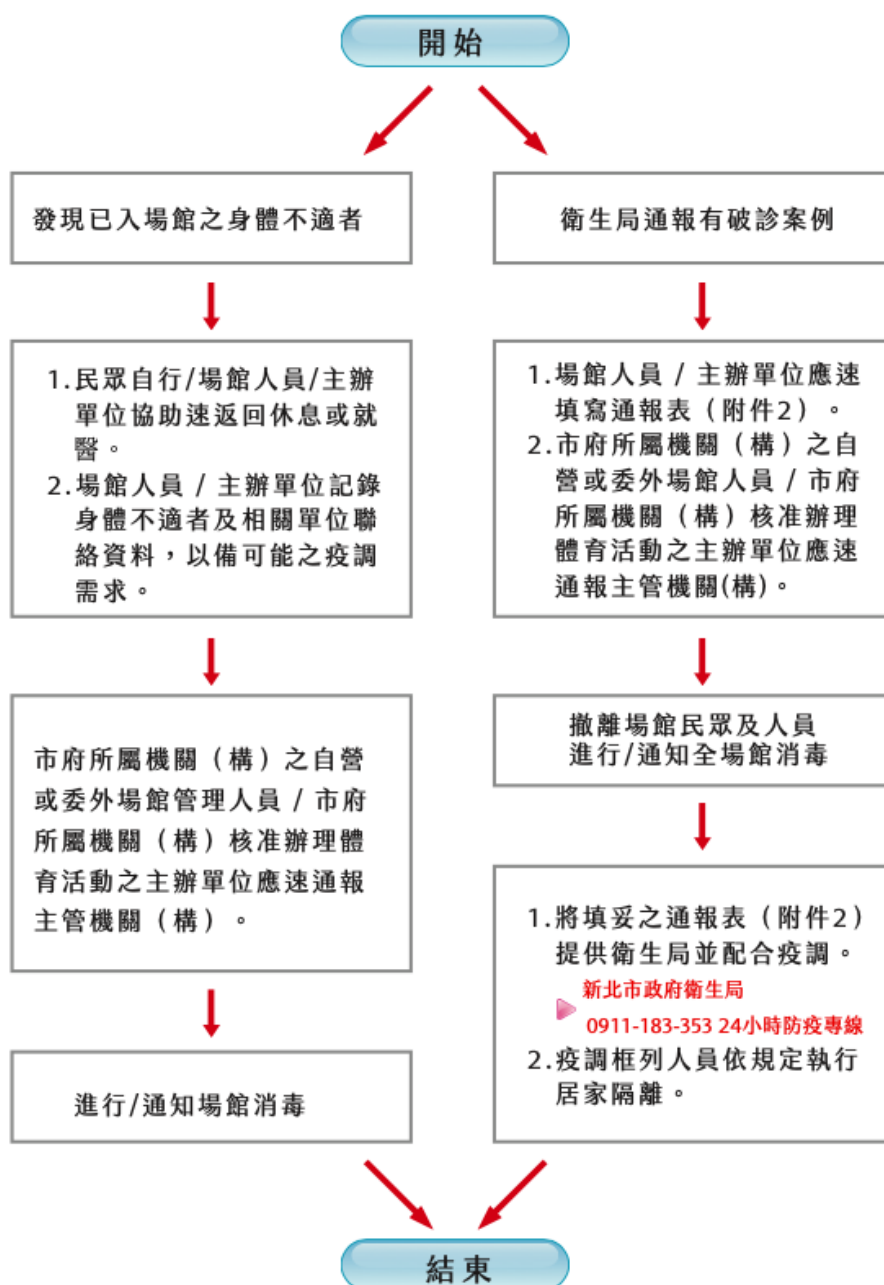 開始
發現已入場館之身體不適者
1.民眾自行/場館人員/主辦
單位協助速返回休息或就
醫。
2.場館人員 / 主辦單位記錄
身體不適者及相關單位聯
絡資料，以備可能之疫調
需求。
市府所屬機關（構）之自營
或委外場館管理人員 / 市府
所屬機關（構）核准辦理體
育活動之主辦單位應速通報
主管機關（構）。
進行/通知場館消毒
衛生局通報有破診案例
1.場館人員 / 主辦單位應速
填寫通報表（附件2）。
2.市府所屬機關（構）之自
營或委外場館人員 / 市府
所屬機關（構）核准辦理
體育活動之主辦單位應速
通報主管機關(構)。
撤離場館民眾及人員
進行/通知全場館消毒
1.將填妥之通報表（附件2）
提供衛生局並配合疫調。
新北市政府衛生局
0911-183-353 24小時防疫專線
2.疫調框列人員依規定執行
居家隔離。
結束